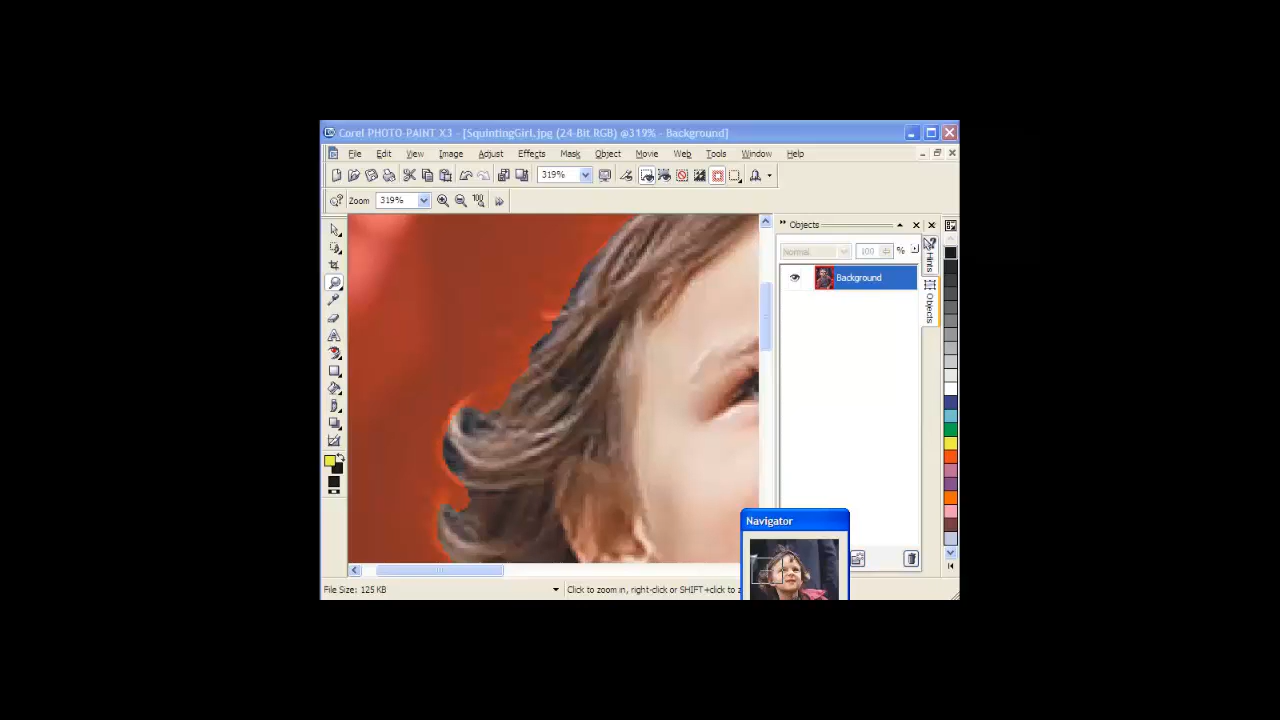 Corel PHOTO-PAINT X3 - [SquintingGirl.jpg (24-Bit RGB) @319% - Background]
File Edit View Image Adjust Effects Mask Object Movie Web Tools Window Help
319%
Zoom 319% 100
Objects
Normal 100 %
Hints
Background
Objects
Navigator
File Size: 125 KB Click to zoom in, right-click or SHIFT+click to z